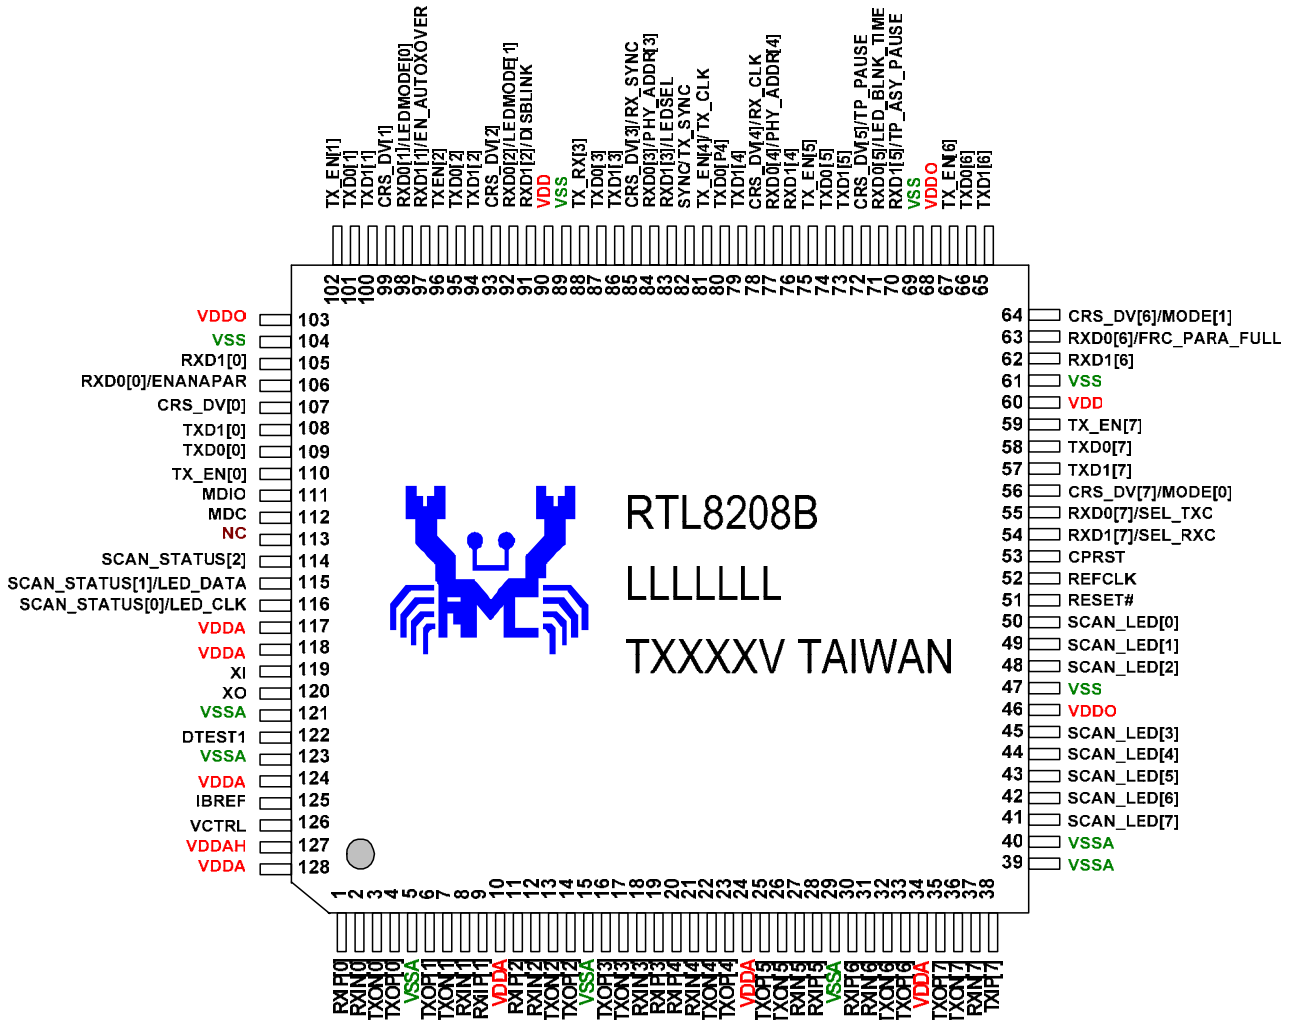 TX_EN[1]
TXD0[1]
TXD1[1]
CRS_DV[1]
RXD0[1]/LEDMODE[0]
RXD1[1]/EN_AUTOXOVER
TXEN[2]
TXD0[2]
TXD1[2]
CRS_DV[2]
RXD0[2]/LEDMODE[1]
RXD1[2]/DISBLINK
VDD
VSS
TX_RX[3]
TXD0[3]
TXD1[3]
CRS_DV[3]/RX_SYNC
RXD0[3]/PHY_ADDR[3]
RXD1[3]/LEDSEL
SYNC/TX_SYNC
TX_EN[4]/TX_CLK
TXD0[P4]
TXD1[4]
CRS_DV[4]/RX_CLK
RXD0[4]/PHY_ADDR[4]
RXD1[4]
TX_EN[5]
TXD0[5]
TXD1[5]
CRS_DV[5]/TP_PAUSE
RXD0[5]/LED_BLNK_TIME
RXD1[5]/TP_ASY_PAUSE
VSS
VDDO
TX_EN[6]
TXD0[6]
TXD1[6]
102 101 100 99 98 97 96 95 94 93 92 91 90 89 88 87 86 85 84 83 82 81 80 79 78 77 76 75 74 73 72 71 70 69 68 67 66 65
VDDO 103
VSS 104
RXD1[0] 105
RXD0[0]/ENANAPAR 106
CRS_DV[0] 107
TXD1[0] 108
TXD0[0] 109
TX_EN[0] 110
MDIO 111
MDC 112
NC 113
SCAN_STATUS[2] 114
SCAN_STATUS[1]/LED_DATA 115
SCAN_STATUS[0]/LED_CLK 116
VDDA 117
VDDA 118
XI 119
XO 120
VSSA 121
DTEST1 122
VSSA 123
VDDA 124
IBREF 125
VCTRL 126
VDDAH 127
VDDA 128
RTL8208B
LLLLLLL
TXXXXV TAIWAN
64 CRS_DV[6]/MODE[1]
63 RXD0[6]/FRC_PARA_FULL
62 RXD1[6]
61 VSS
60 VDD
59 TX_EN[7]
58 TXD0[7]
57 TXD1[7]
56 CRS_DV[7]/MODE[0]
55 RXD0[7]/SEL_TXC
54 RXD1[7]/SEL_RXC
53 CPRST
52 REFCLK
51 RESET#
50 SCAN_LED[0]
49 SCAN_LED[1]
48 SCAN_LED[2]
47 VSS
46 VDDO
45 SCAN_LED[3]
44 SCAN_LED[4]
43 SCAN_LED[5]
42 SCAN_LED[6]
41 SCAN_LED[7]
40 VSSA
39 VSSA
1 2 3 4 5 6 7 8 9 10 11 12 13 14 15 16 17 18 19 20 21 22 23 24 25 26 27 28 29 30 31 32 33 34 35 36 37 38
RXIP[0]
RXIN[0]
TXON[0]
TXOP[0]
VSSA
TXOP[1]
TXON[1]
RXIN[1]
RXIP[1]
VDDA
RXIP[2]
RXIN[2]
TXON[2]
TXOP[2]
VSSA
TXOP[3]
TXON[3]
RXIN[3]
RXIP[3]
RXIP[4]
RXIN[4]
TXON[4]
TXOP[4]
VDDA
TXOP[5]
TXON[5]
RXIN[5]
RXIP[5]
VSSA
RXIP[6]
RXIN[6]
TXON[6]
TXOP[6]
VDDA
TXOP[7]
TXON[7]
RXIN[7]
TXIP[7]